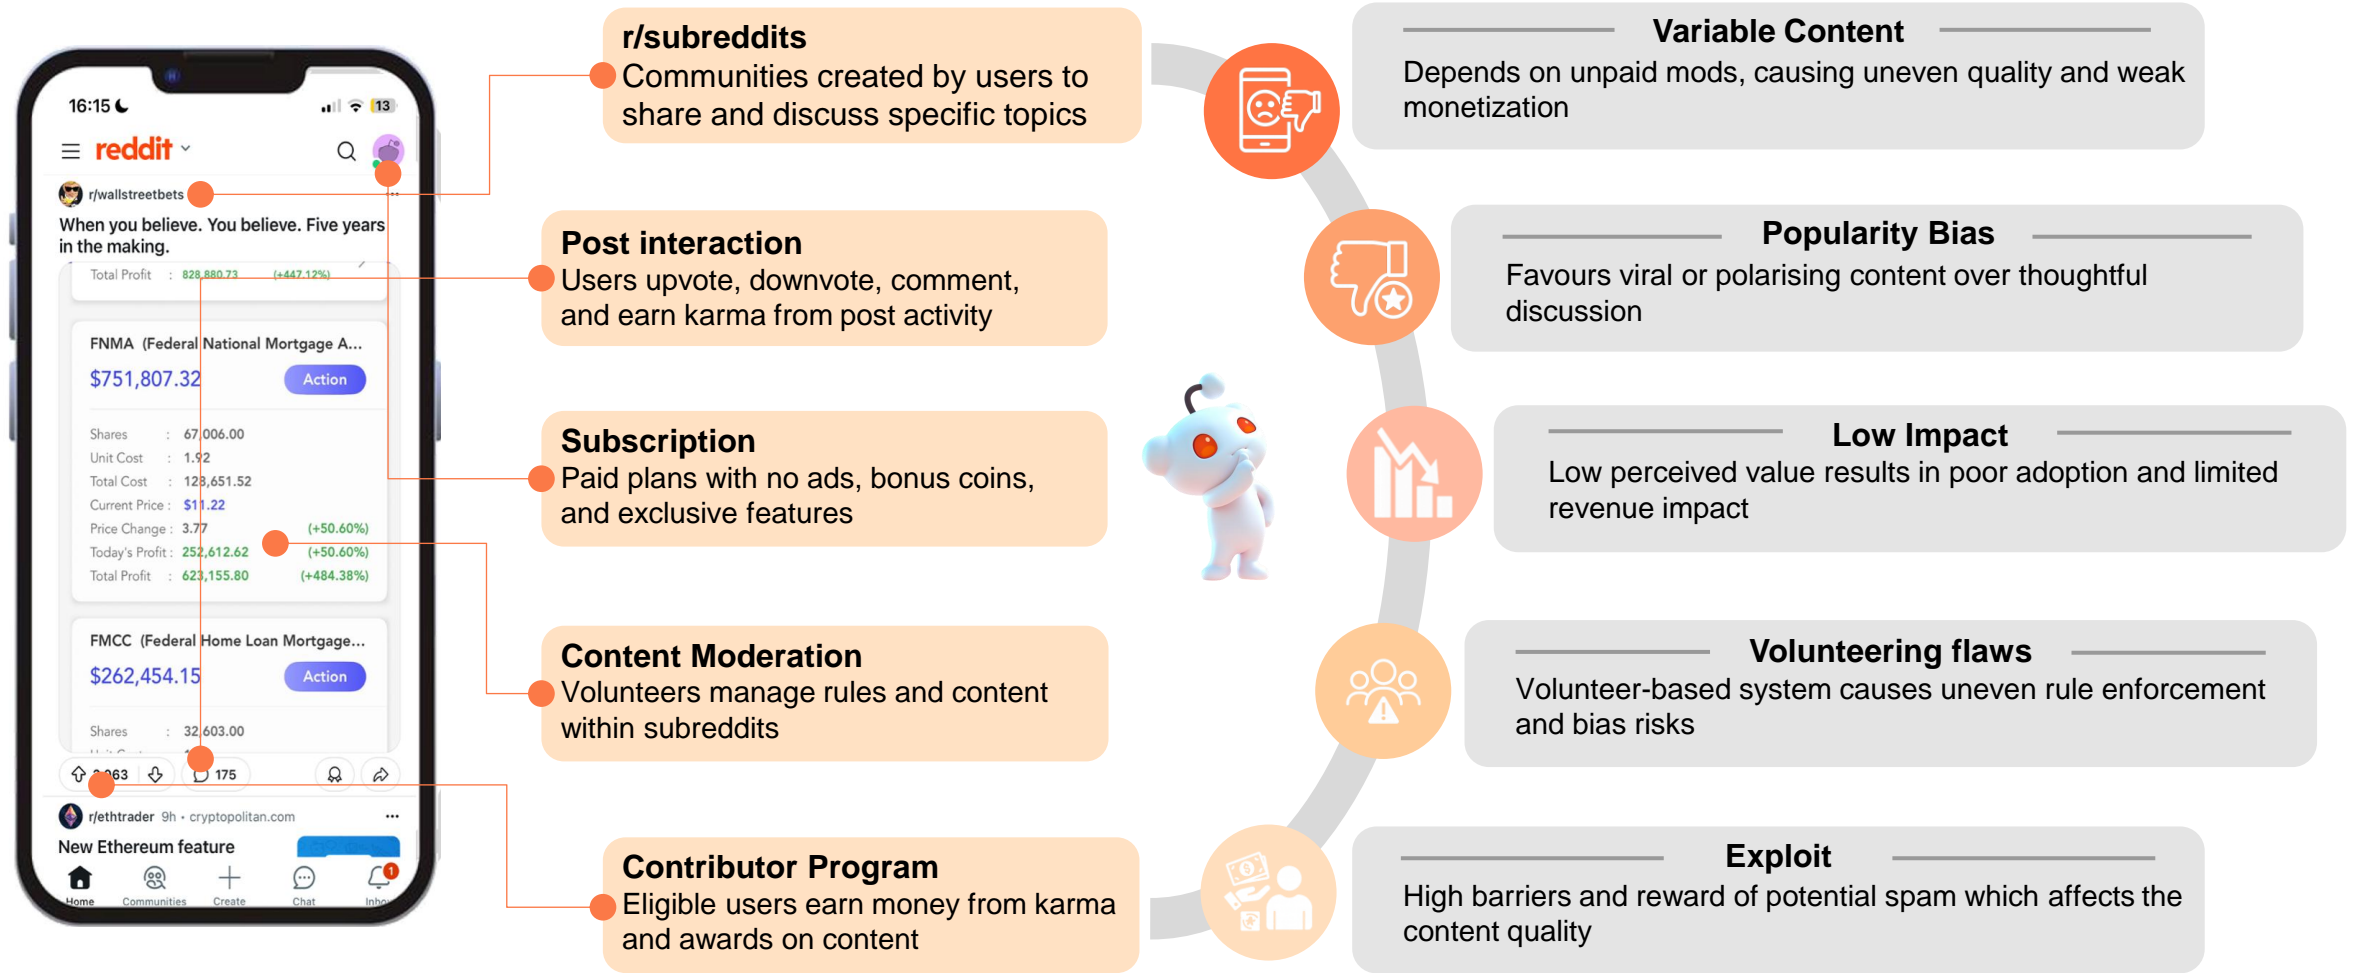 16:15
13
reddit
r/wallstreetbets
When you believe. You believe. Five years
in the making.
Total Profit : 828,880.73 (+447.12%)
FNMA (Federal National Mortgage A...
$751,807.32 Action
Shares : 67,006.00
Unit Cost : 1.92
Total Cost : 128,651.52
Current Price : $11.22
Price Change : 3.77 (+50.60%)
Today's Profit : 252,612.62 (+50.60%)
Total Profit : 623,155.80 (+484.38%)
FMCC (Federal Home Loan Mortgage...
$262,454.15 Action
Shares : 32,603.00
175
r/ethtrader 9h • cryptopolitan.com
New Ethereum feature
1
Home Communities Create Chat
r/subreddits
Communities created by users to
share and discuss specific topics
Post interaction
Users upvote, downvote, comment,
and earn karma from post activity
Subscription
Paid plans with no ads, bonus coins,
and exclusive features
Content Moderation
Volunteers manage rules and content
within subreddits
Contributor Program
Eligible users earn money from karma
and awards on content
Variable Content
Depends on unpaid mods, causing uneven quality and weak
monetization
Popularity Bias
Favours viral or polarising content over thoughtful
discussion
Low Impact
Low perceived value results in poor adoption and limited
revenue impact
Volunteering flaws
Volunteer-based system causes uneven rule enforcement
and bias risks
Exploit
High barriers and reward of potential spam which affects the
content quality